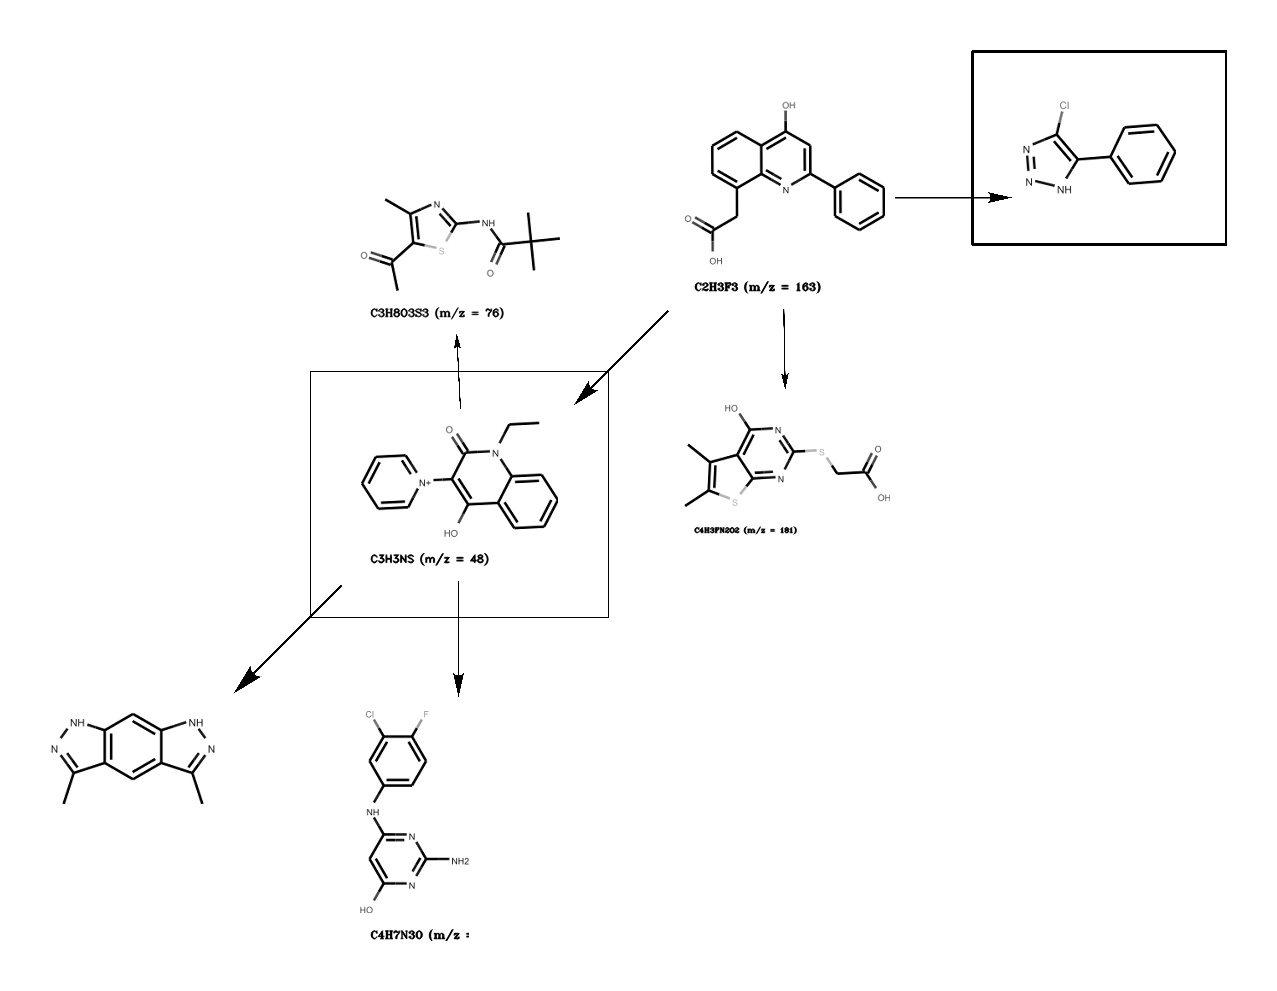 OH
N
O
OH
C2H3F3 (m/z = 163)
Cl
N
N
NH
N
NH
S
O
O
C3H8O3S3 (m/z = 76)
O
N
N+
HO
C3H3NS (m/z = 48)
HO
N
S
O
N
S
OH
C4H3FN2O2 (m/z = 181)
NH
NH
N
N
Cl
F
NH
N
NH2
N
HO
C4H7N3O (m/z :